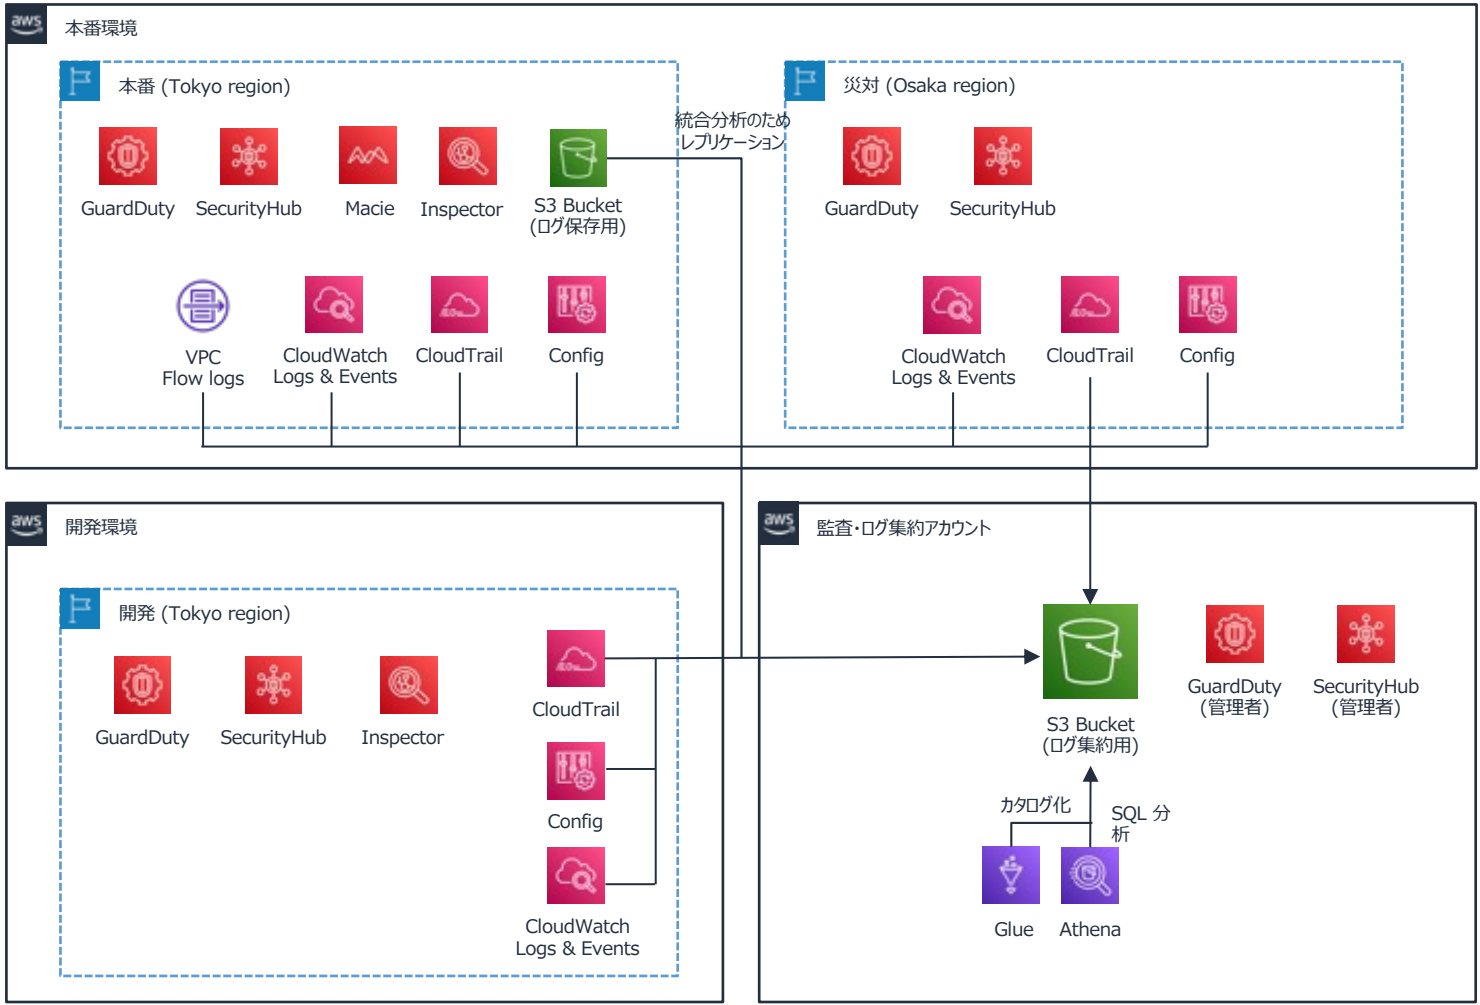 aws
本番環境
本番 (Tokyo region)
GuardDuty
SecurityHub
Macie
Inspector
S3 Bucket
(ログ保存用)
統合分析のため
レプリケーション
VPC
Flow logs
CloudWatch
Logs & Events
CloudTrail
Config
災対 (Osaka region)
GuardDuty
SecurityHub
CloudWatch
Logs & Events
CloudTrail
Config
aws
開発環境
開発 (Tokyo region)
GuardDuty
SecurityHub
Inspector
CloudTrail
Config
CloudWatch
Logs & Events
aws
監査・ログ集約アカウント
S3 Bucket
(ログ集約用)
GuardDuty
(管理者)
SecurityHub
(管理者)
カタログ化
SQL 分
析
Glue
Athena